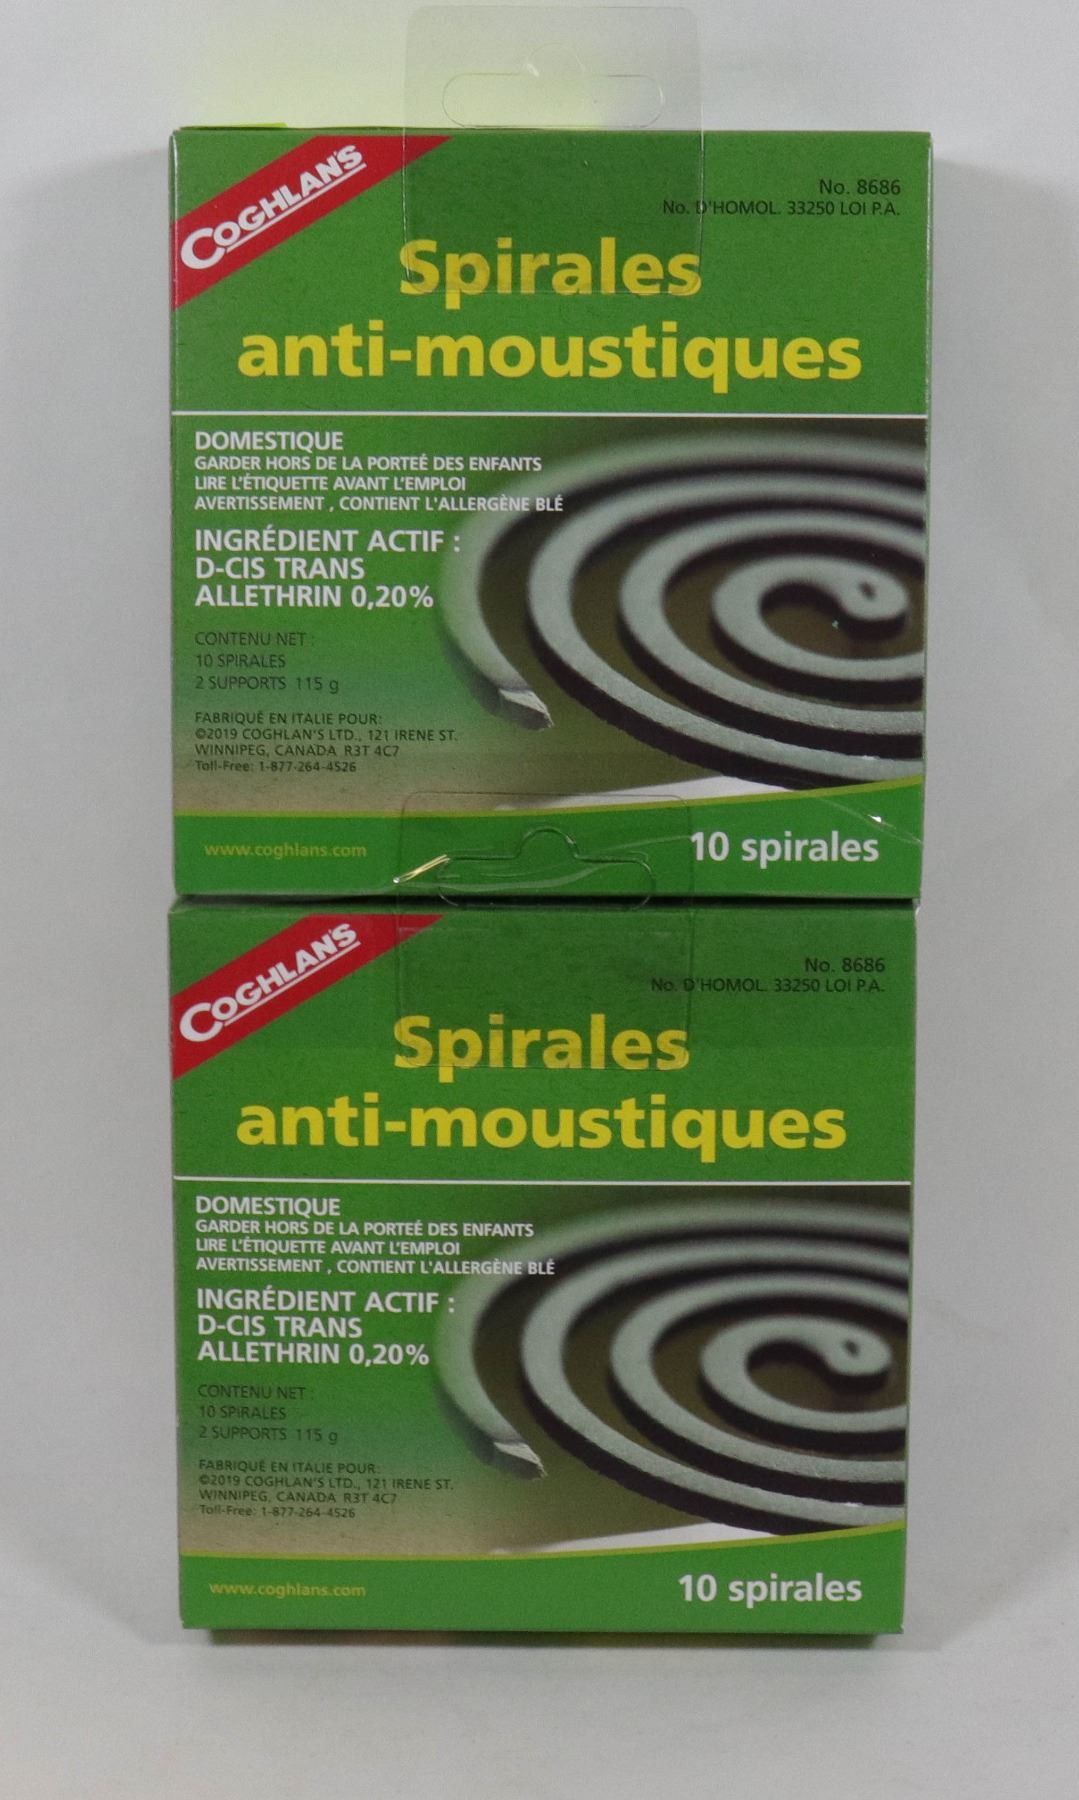 COGHLAN'S
No. 8686
No. D'HOMOL. 33250 LOI P.A.
Spirales
anti-moustiques
DOMESTIQUE
GARDER HORS DE LA PORTEÉ DES ENFANTS
LIRE L'ÉTIQUETTE AVANT L'EMPLOI
AVERTISSEMENT , CONTIENT L'ALLERGÈNE BLÉ
INGRÉDIENT ACTIF :
D-CIS TRANS
ALLETHRIN 0,20%
CONTENU NET :
10 SPIRALES
2 SUPPORTS 115 g
FABRIQUÉ EN ITALIE POUR:
©2019 COGHLAN'S LTD., 121 IRENE ST.
WINNIPEG, CANADA R3T 4C7
Toll-Free: 1-877-264-4526
www.coghlans.com
10 spirales
COGHLAN'S
No. 8686
No. D'HOMOL. 33250 LOI P.A.
Spirales
anti-moustiques
DOMESTIQUE
GARDER HORS DE LA PORTEÉ DES ENFANTS
LIRE L'ÉTIQUETTE AVANT L'EMPLOI
AVERTISSEMENT , CONTIENT L'ALLERGÈNE BLÉ
INGRÉDIENT ACTIF :
D-CIS TRANS
ALLETHRIN 0,20%
CONTENU NET :
10 SPIRALES
2 SUPPORTS 115 g
FABRIQUÉ EN ITALIE POUR:
©2019 COGHLAN'S LTD., 121 IRENE ST.
WINNIPEG, CANADA R3T 4C7
Toll-Free: 1-877-264-4526
www.coghlans.com
10 spirales